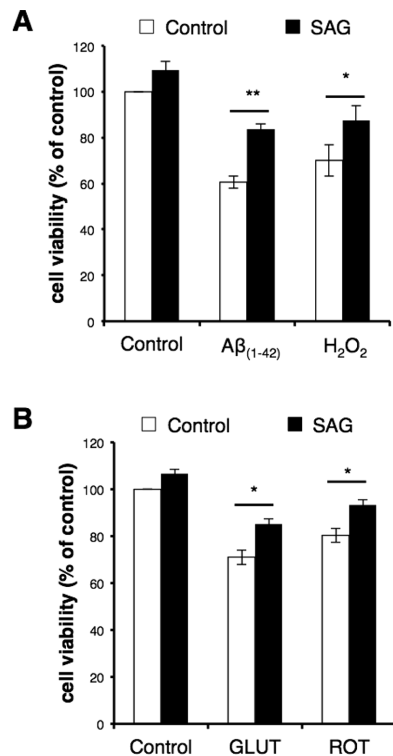 A
Control SAG
cell viability (% of control)
120
100
80
60
40
20
0
**
*
Control Aβ(1-42) H2O2
B
Control SAG
cell viability (% of control)
120
100
80
60
40
20
0
*
*
Control GLUT ROT